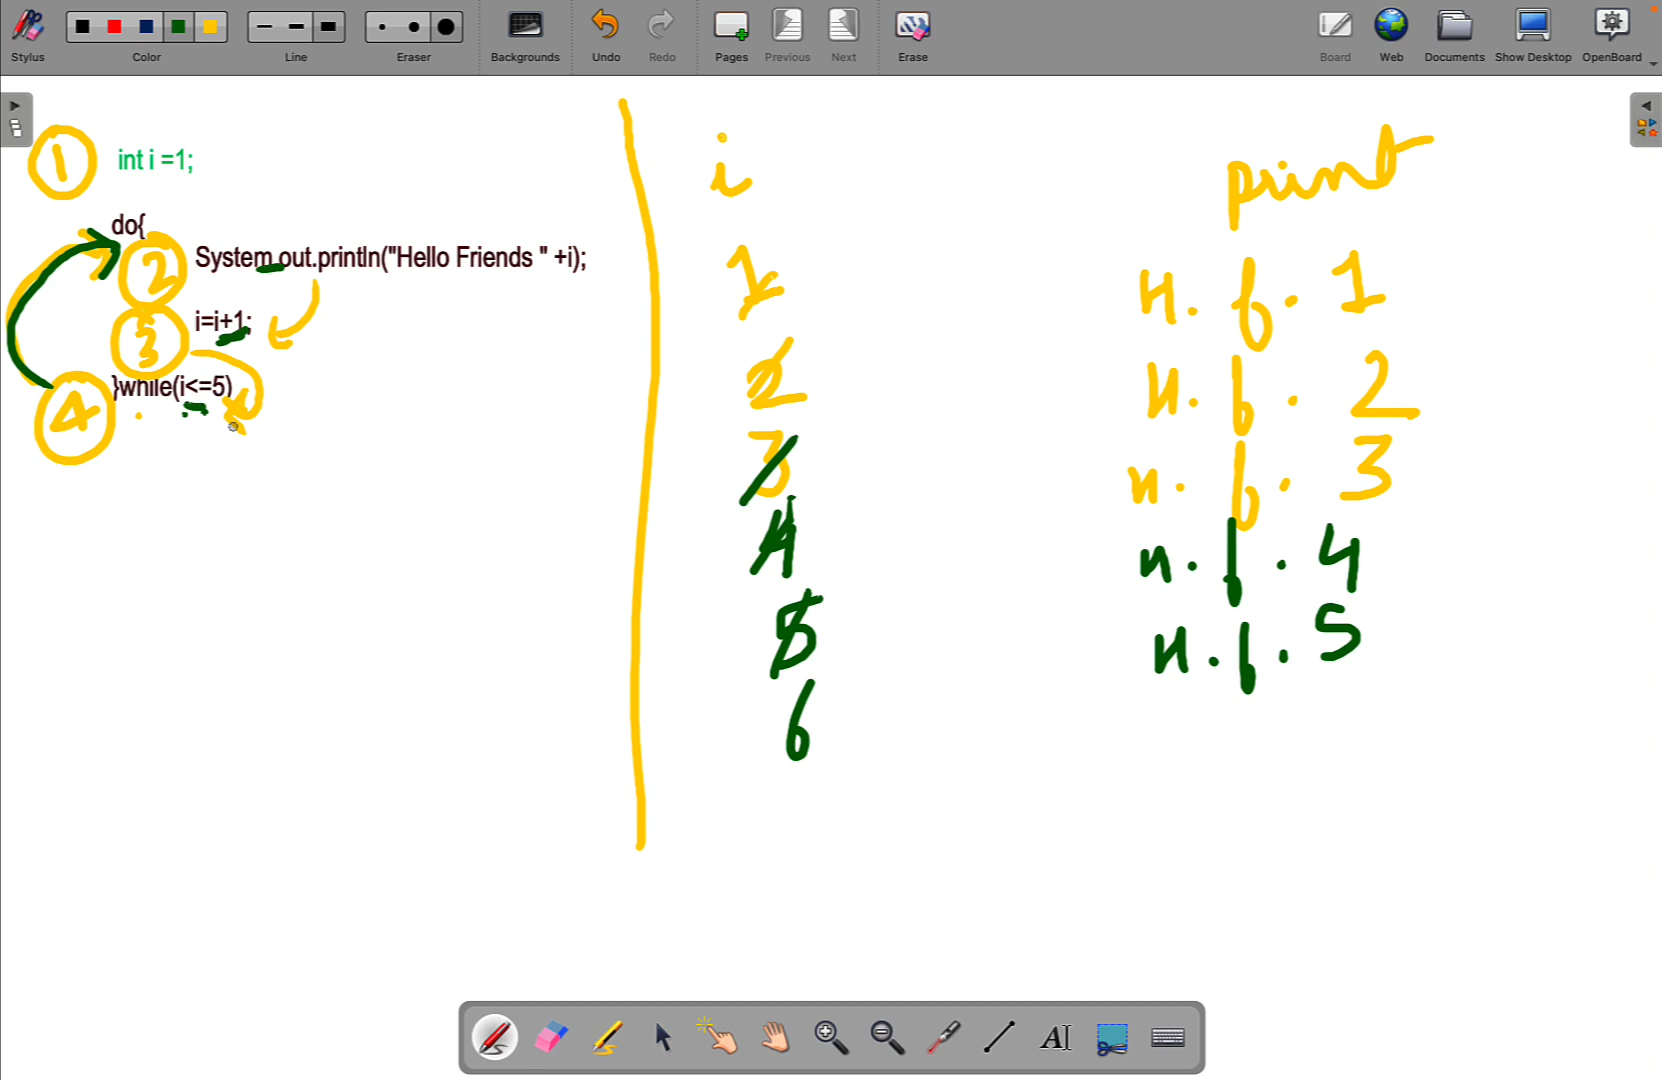 Stylus Color Line Eraser Backgrounds Undo Redo Pages Previous Next Erase Board Web Documents Show Desktop OpenBoard
1 int i =1;
do{
2 System.out.println("Hello Friends " +i);
3 i=i+1;
4 }while(i<=5)
i print
1 H. f. 1
2 H. f. 2
3 H. f. 3
4 H. f. 4
5 H. f. 5
6